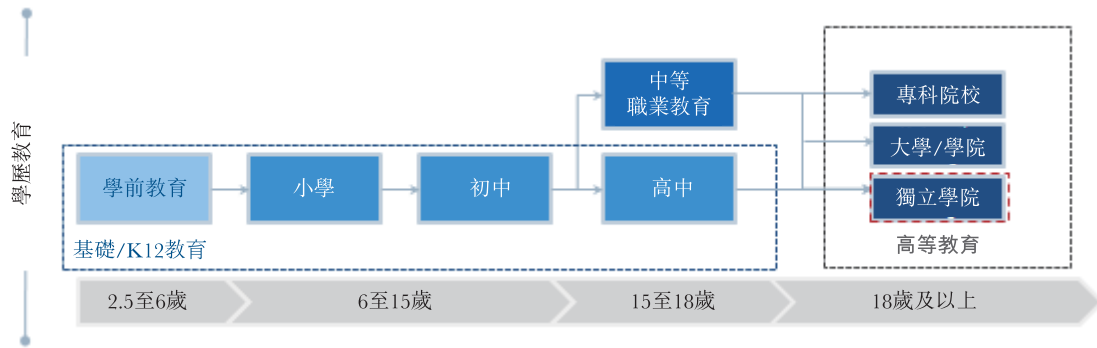 學歷教育
中等
職業教育
專科院校
大學/學院
學前教育
小學
初中
高中
獨立學院
基礎/K12教育
高等教育
2.5至6歲
6至15歲
15至18歲
18歲及以上